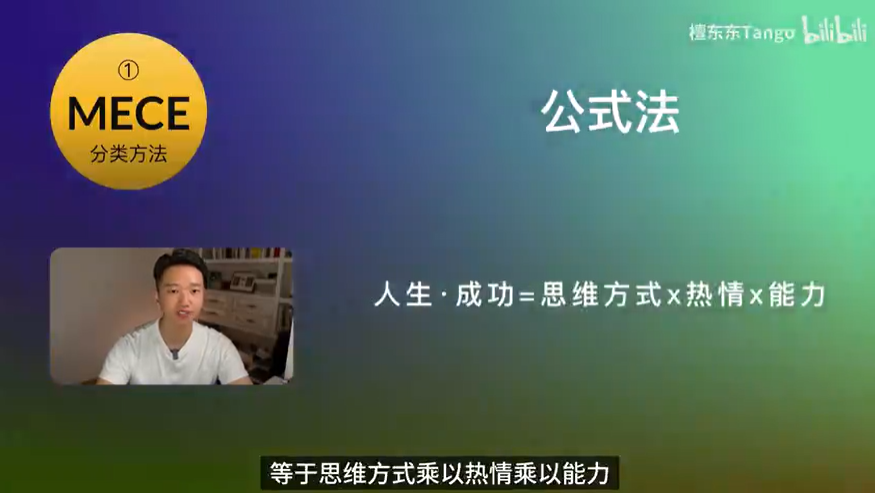 檀东东Tango bilibili
①
MECE
分类方法
公式法
人生·成功=思维方式x热情x能力
等于思维方式乘以热情乘以能力